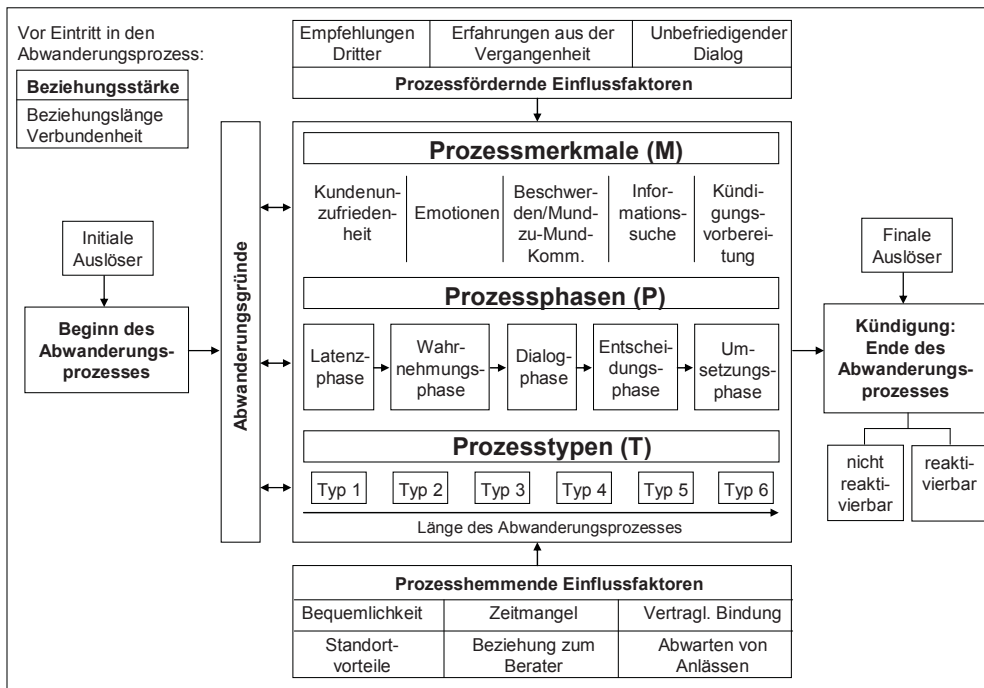 Vor Eintritt in den
Abwanderungsprozess:
Beziehungsstärke
Beziehungslänge
Verbundenheit
Empfehlungen
Dritter
Erfahrungen aus der
Vergangenheit
Unbefriedigender
Dialog
Prozessfördernde Einflussfaktoren
Initiale
Auslöser
Beginn des
Abwanderungs-
prozesses
Abwanderungsgründe
Prozessmerkmale (M)
Kundenun-
zufrieden-
heit
Emotionen
Beschwer-
den/Mund-
zu-Mund-
Komm.
Infor-
mations-
suche
Kündi-
gungs-
vorberei-
tung
Prozessphasen (P)
Latenz-
phase
Wahr-
nehmungs-
phase
Dialog-
phase
Entschei-
dungs-
phase
Um-
setzungs-
phase
Prozesstypen (T)
Typ 1
Typ 2
Typ 3
Typ 4
Typ 5
Typ 6
Länge des Abwanderungsprozesses
Finale
Auslöser
Kündigung:
Ende des
Abwanderungs-
prozesses
nicht
reakti-
vierbar
reakti-
vierbar
Prozesshemmende Einflussfaktoren
Bequemlichkeit
Zeitmangel
Vertragl. Bindung
Standort-
vorteile
Beziehung zum
Berater
Abwarten von
Anlässen